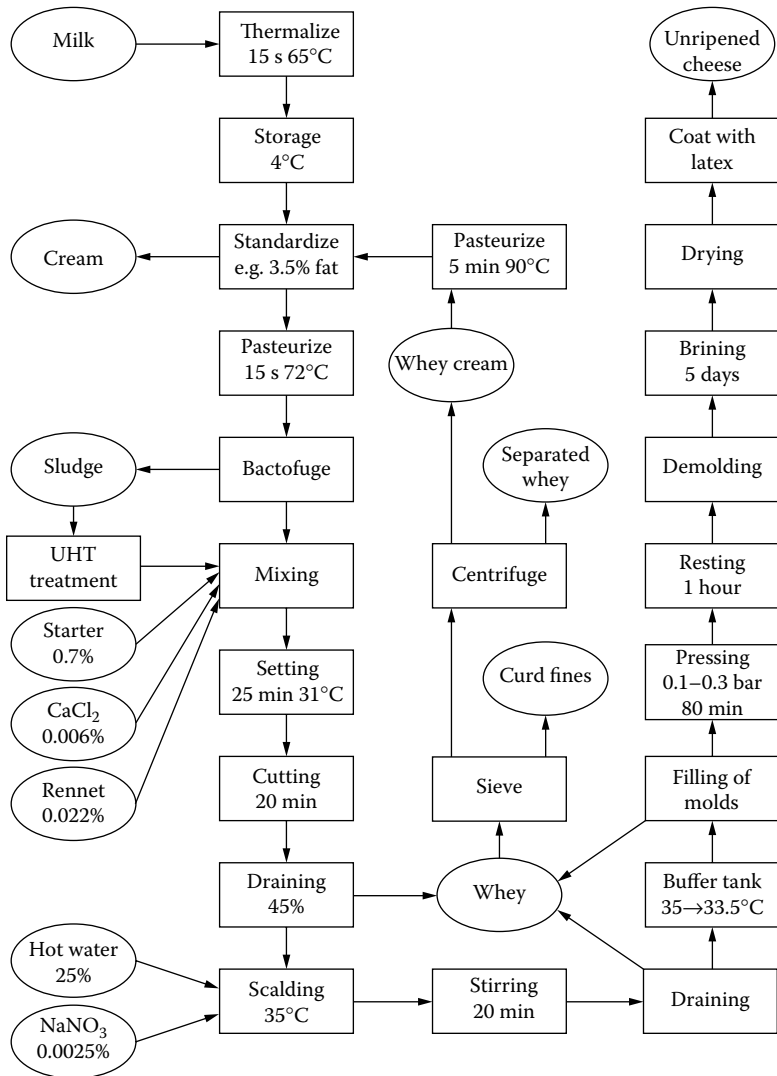 Milk
Thermalize
15 s 65°C
Unripened
cheese
Storage
4°C
Coat with
latex
Cream
Standardize
e.g. 3.5% fat
Pasteurize
5 min 90°C
Drying
Pasteurize
15 s 72°C
Whey cream
Brining
5 days
Sludge
Bactofuge
Separated
whey
Demolding
UHT
treatment
Mixing
Centrifuge
Resting
1 hour
Starter
0.7%
Setting
25 min 31°C
Curd fines
Pressing
0.1–0.3 bar
80 min
CaCl₂
0.006%
Rennet
0.022%
Cutting
20 min
Sieve
Filling of
molds
Draining
45%
Whey
Buffer tank
35→33.5°C
Hot water
25%
Scalding
35°C
Stirring
20 min
Draining
NaNO₃
0.0025%